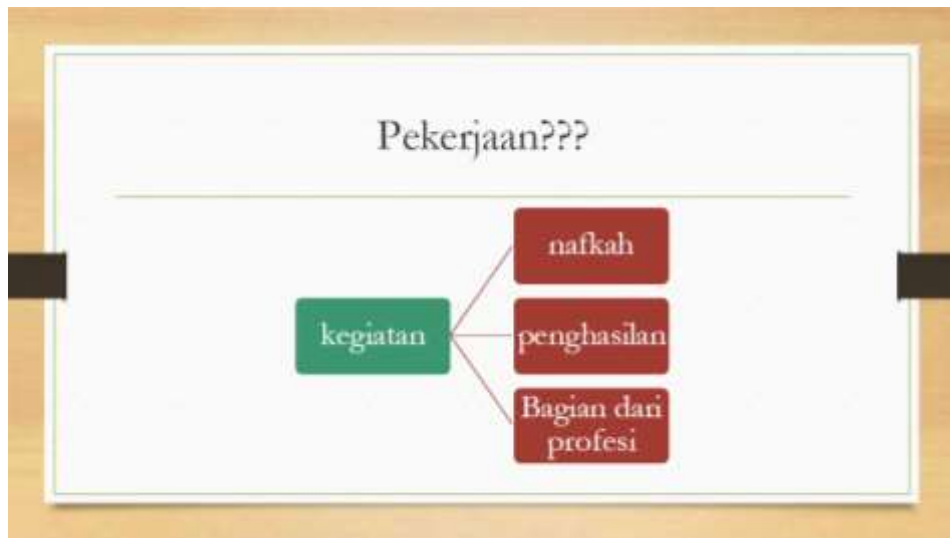 Pekerjaan???
kegiatan
nafkah
penghasilan
Bagian dari
profesi